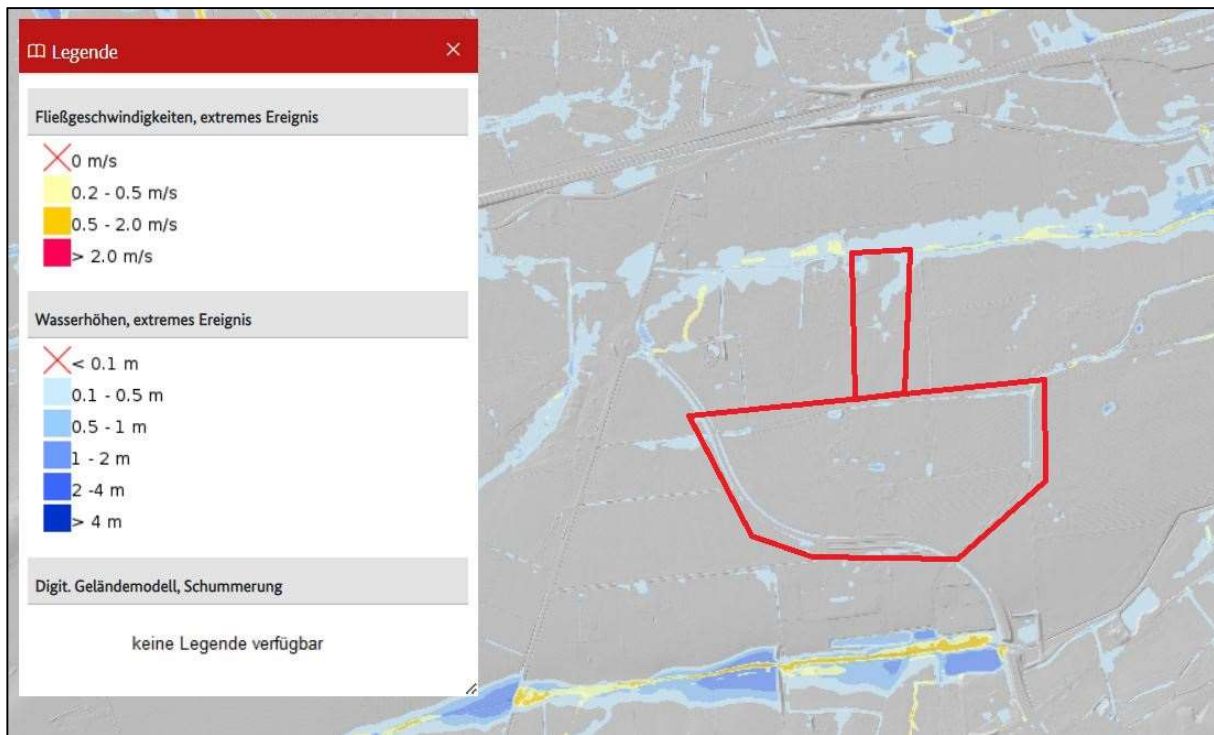 Legende
Fließgeschwindigkeiten, extremes Ereignis
0 m/s
0.2 - 0.5 m/s
0.5 - 2.0 m/s
> 2.0 m/s
Wasserhöhen, extremes Ereignis
< 0.1 m
0.1 - 0.5 m
0.5 - 1 m
1 - 2 m
2 -4 m
> 4 m
Digit. Geländemodell, Schummerung
keine Legende verfügbar